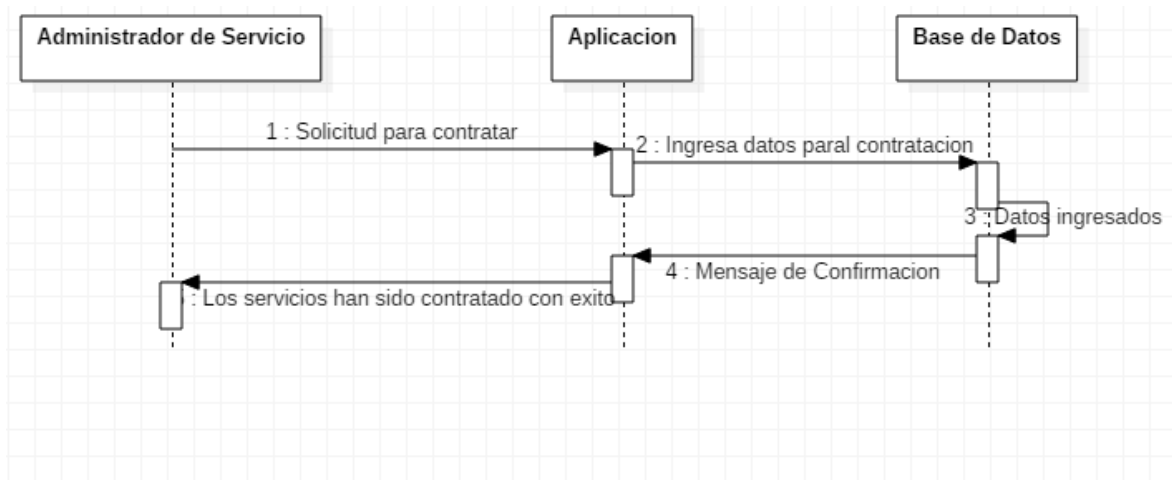 Administrador de Servicio
Aplicacion
Base de Datos
1 : Solicitud para contratar
2 : Ingresa datos paral contratacion
3 : Datos ingresados
4 : Mensaje de Confirmacion
: Los servicios han sido contratado con exito